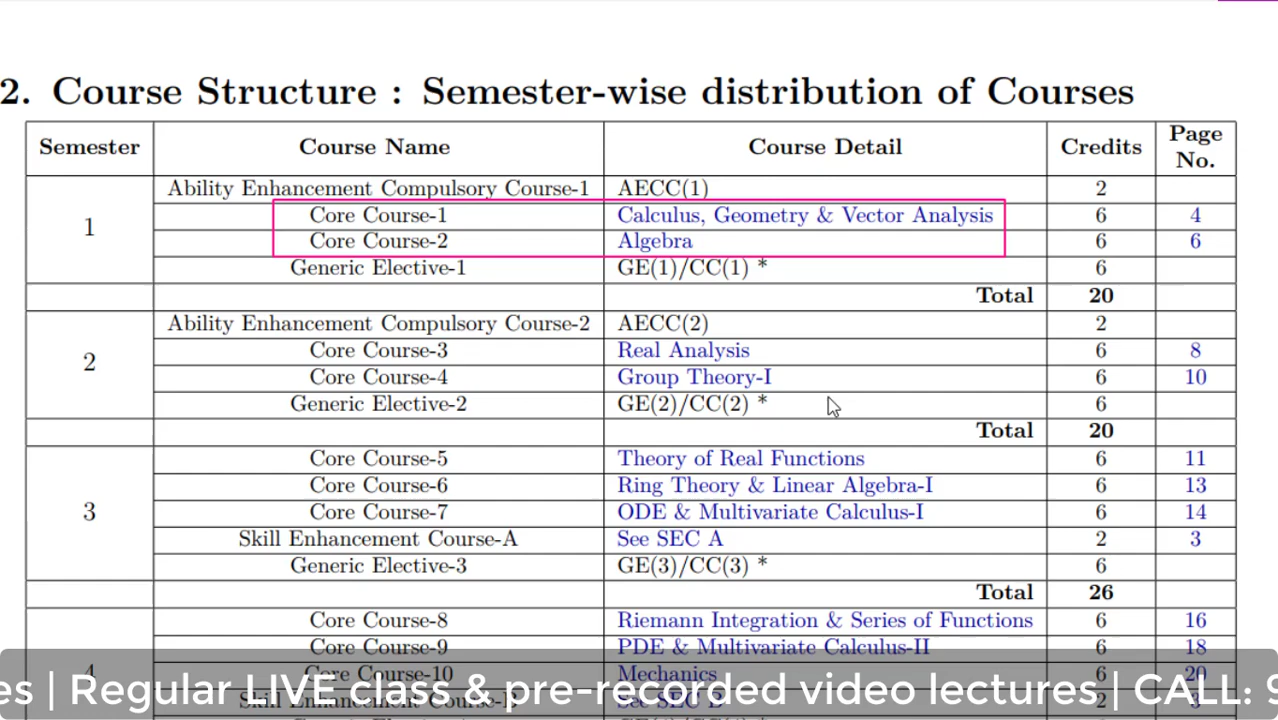 2. Course Structure : Semester-wise distribution of Courses
Semester Course Name Course Detail Credits Page No.
Ability Enhancement Compulsory Course-1 AECC(1) 2
1 Core Course-1 Calculus, Geometry & Vector Analysis 6 4
Core Course-2 Algebra 6 6
Generic Elective-1 GE(1)/CC(1) * 6
Total 20
Ability Enhancement Compulsory Course-2 AECC(2) 2
2 Core Course-3 Real Analysis 6 8
Core Course-4 Group Theory-I 6 10
Generic Elective-2 GE(2)/CC(2) * 6
Total 20
Core Course-5 Theory of Real Functions 6 11
Core Course-6 Ring Theory & Linear Algebra-I 6 13
3 Core Course-7 ODE & Multivariate Calculus-I 6 14
Skill Enhancement Course-A See SEC A 2 3
Generic Elective-3 GE(3)/CC(3) * 6
Total 26
Core Course-8 Riemann Integration & Series of Functions 6 16
Core Course-9 PDE & Multivariate Calculus-II 6 18
4 Core Course-10 Mechanics 6 20
es | Regular LIVE class & pre-recorded video lectures | CALL: 9